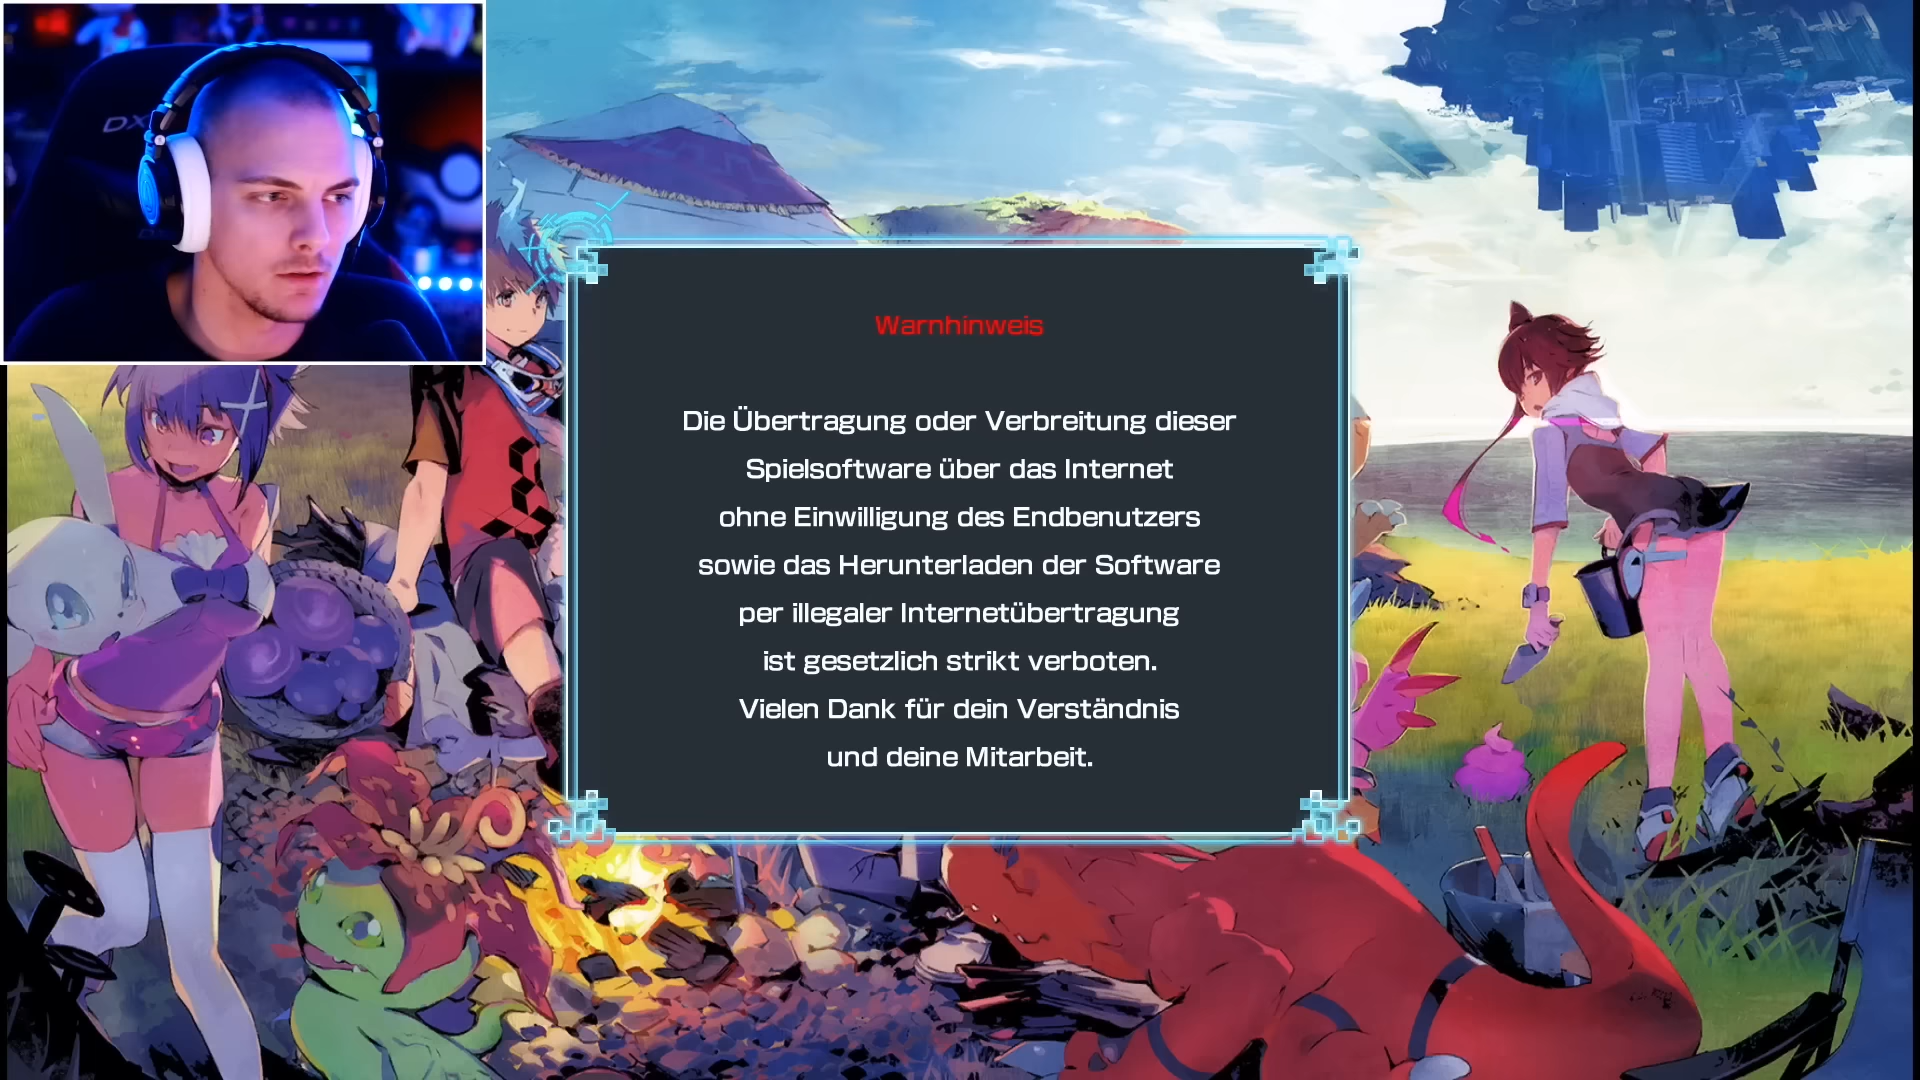 DX
Warnhinweis
Die Übertragung oder Verbreitung dieser
Spielsoftware über das Internet
ohne Einwilligung des Endbenutzers
sowie das Herunterladen der Software
per illegaler Internetübertragung
ist gesetzlich strikt verboten.
Vielen Dank für dein Verständnis
und deine Mitarbeit.